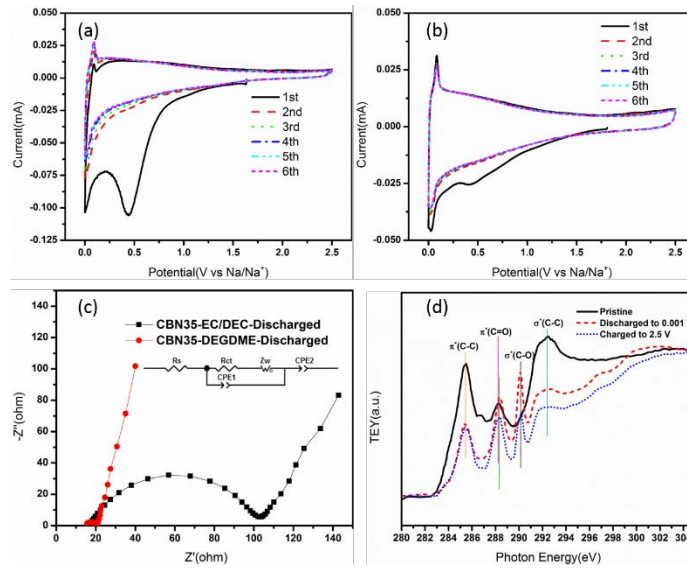 (a)
1st
2nd
3rd
4th
5th
6th
0.050
0.025
0.000
-0.025
-0.050
-0.075
-0.100
-0.125
Current(mA)
0.0 0.5 1.0 1.5 2.0 2.5
Potential(V vs Na/Na+)
(b)
1st
2nd
3rd
4th
5th
6th
0.050
0.025
0.000
-0.025
-0.050
Current(mA)
0.0 0.5 1.0 1.5 2.0 2.5
Potential(V vs Na/Na+)
(c)
CBN35-EC/DEC-Discharged
CBN35-DEGDME-Discharged
Rs Rct Zw CPE2
CPE1
140
120
100
80
60
40
20
0
-Z''(ohm)
0 20 40 60 80 100 120 140
Z'(ohm)
(d)
Pristine
Discharged to 0.001 V
Charged to 2.5 V
π*(C-C)
π*(C=O)
σ*(C-O)
σ*(C-C)
TEY(a.u.)
280 282 284 286 288 290 292 294 296 298 300 302 304
Photon Energy(eV)